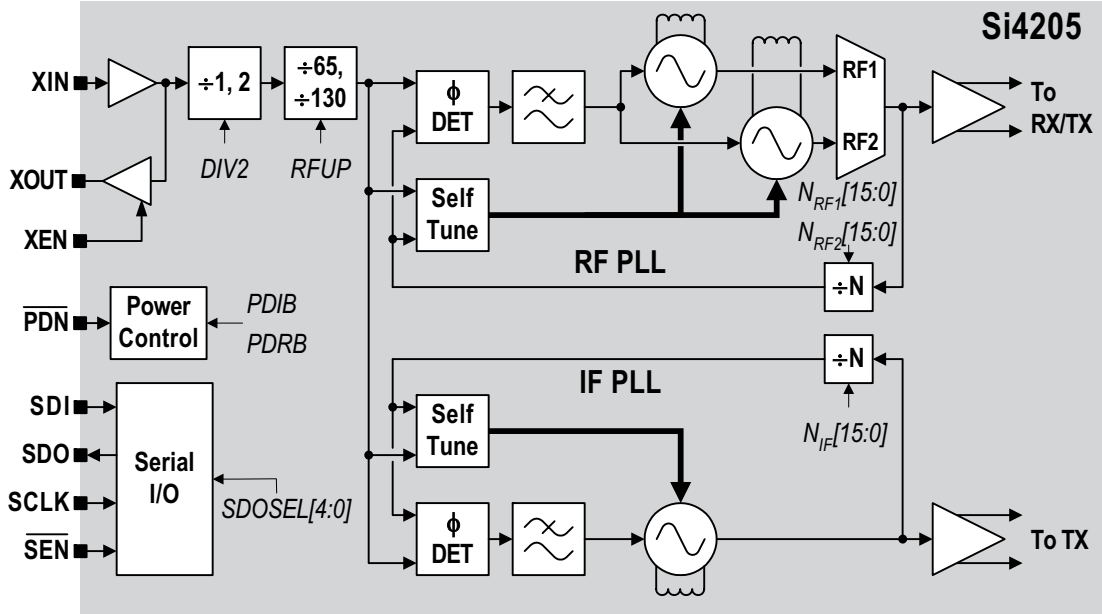 Si4205
XIN
÷1, 2
÷65,
÷130
ϕ
DET
RF1
RF2
To
RX/TX
DIV2
RFUP
XOUT
XEN
Self
Tune
N_RF1[15:0]
N_RF2[15:0]
RF PLL
÷N
PDN
Power
Control
PDIB
PDRB
÷N
IF PLL
N_IF[15:0]
SDI
SDO
SCLK
SEN
Serial
I/O
SDOSEL[4:0]
Self
Tune
ϕ
DET
To TX